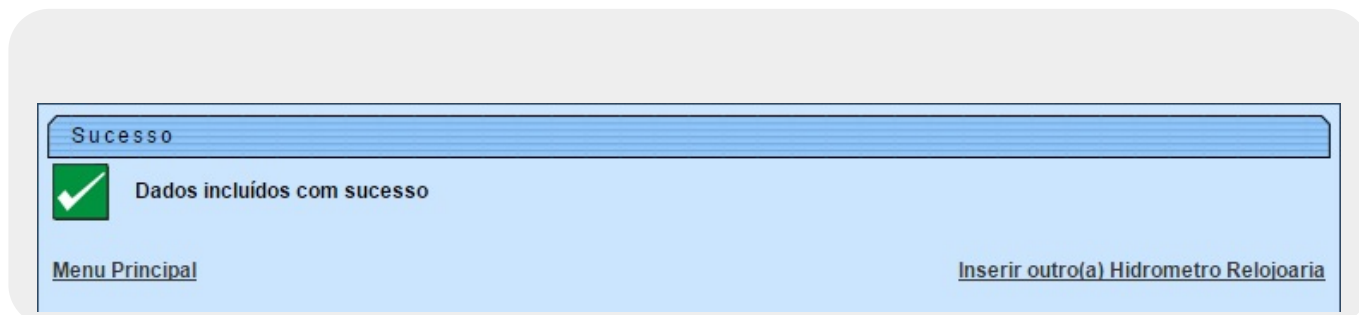 Sucesso
Dados incluídos com sucesso
Menu Principal Inserir outro(a) Hidrometro Relojoaria